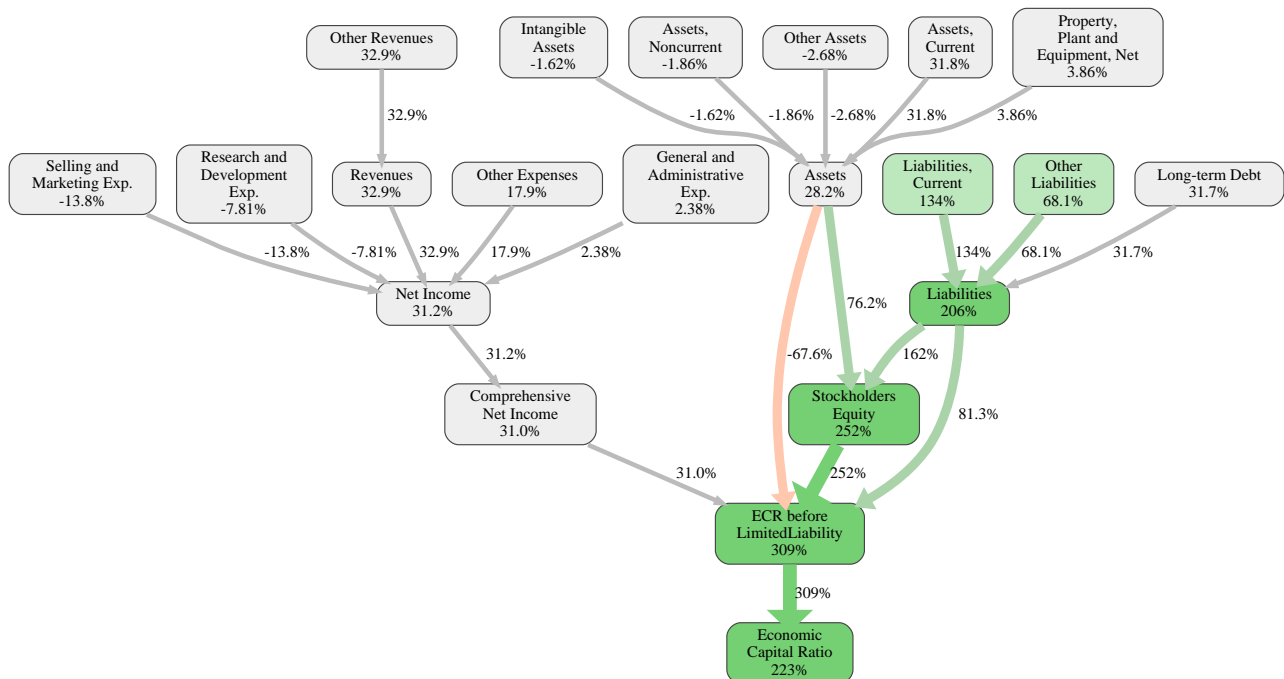 Other Revenues
32.9%
Intangible
Assets
-1.62%
Assets,
Noncurrent
-1.86%
Other Assets
-2.68%
Assets,
Current
31.8%
Property,
Plant and
Equipment, Net
3.86%
32.9%
-1.62%
-1.86%
-2.68%
31.8%
3.86%
Selling and
Marketing Exp.
-13.8%
Research and
Development
Exp.
-7.81%
Revenues
32.9%
Other Expenses
17.9%
General and
Administrative
Exp.
2.38%
Assets
28.2%
Liabilities,
Current
134%
Other
Liabilities
68.1%
Long-term Debt
31.7%
-13.8%
-7.81%
32.9%
17.9%
2.38%
134%
68.1%
31.7%
Net Income
31.2%
76.2%
Liabilities
206%
31.2%
-67.6%
162%
Comprehensive
Net Income
31.0%
Stockholders
Equity
252%
81.3%
31.0%
252%
ECR before
LimitedLiability
309%
309%
Economic
Capital Ratio
223%